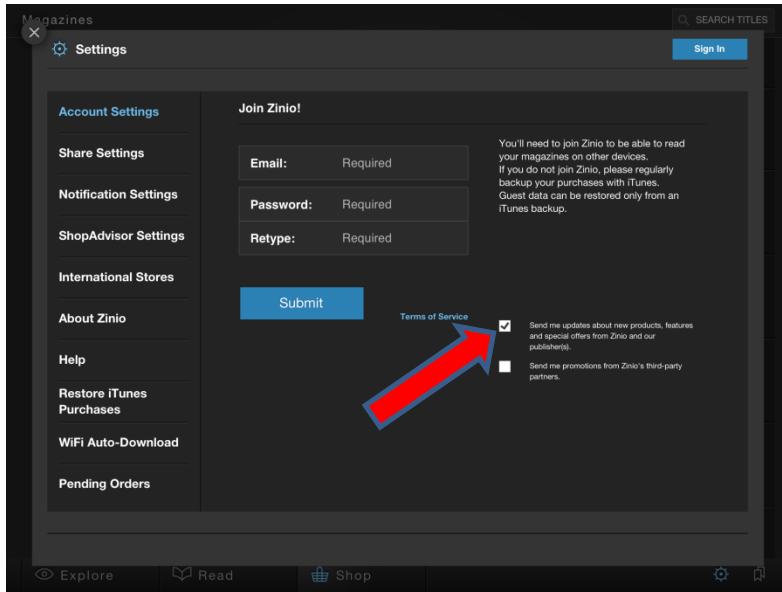 Magazines
SEARCH TITLES
Settings
Sign In
Account Settings
Share Settings
Notification Settings
ShopAdvisor Settings
International Stores
About Zinio
Help
Restore iTunes
Purchases
WiFi Auto-Download
Pending Orders
Join Zinio!
Email: Required
Password: Required
Retype: Required
Submit
Terms of Service
You'll need to join Zinio to be able to read
your magazines on other devices.
If you do not join Zinio, please regularly
backup your purchases with iTunes.
Guest data can be restored only from an
iTunes backup.
Send me updates about new products, features
and special offers from Zinio and our
publisher(s).
Send me promotions from Zinio's third-party
partners.
Explore
Read
Shop